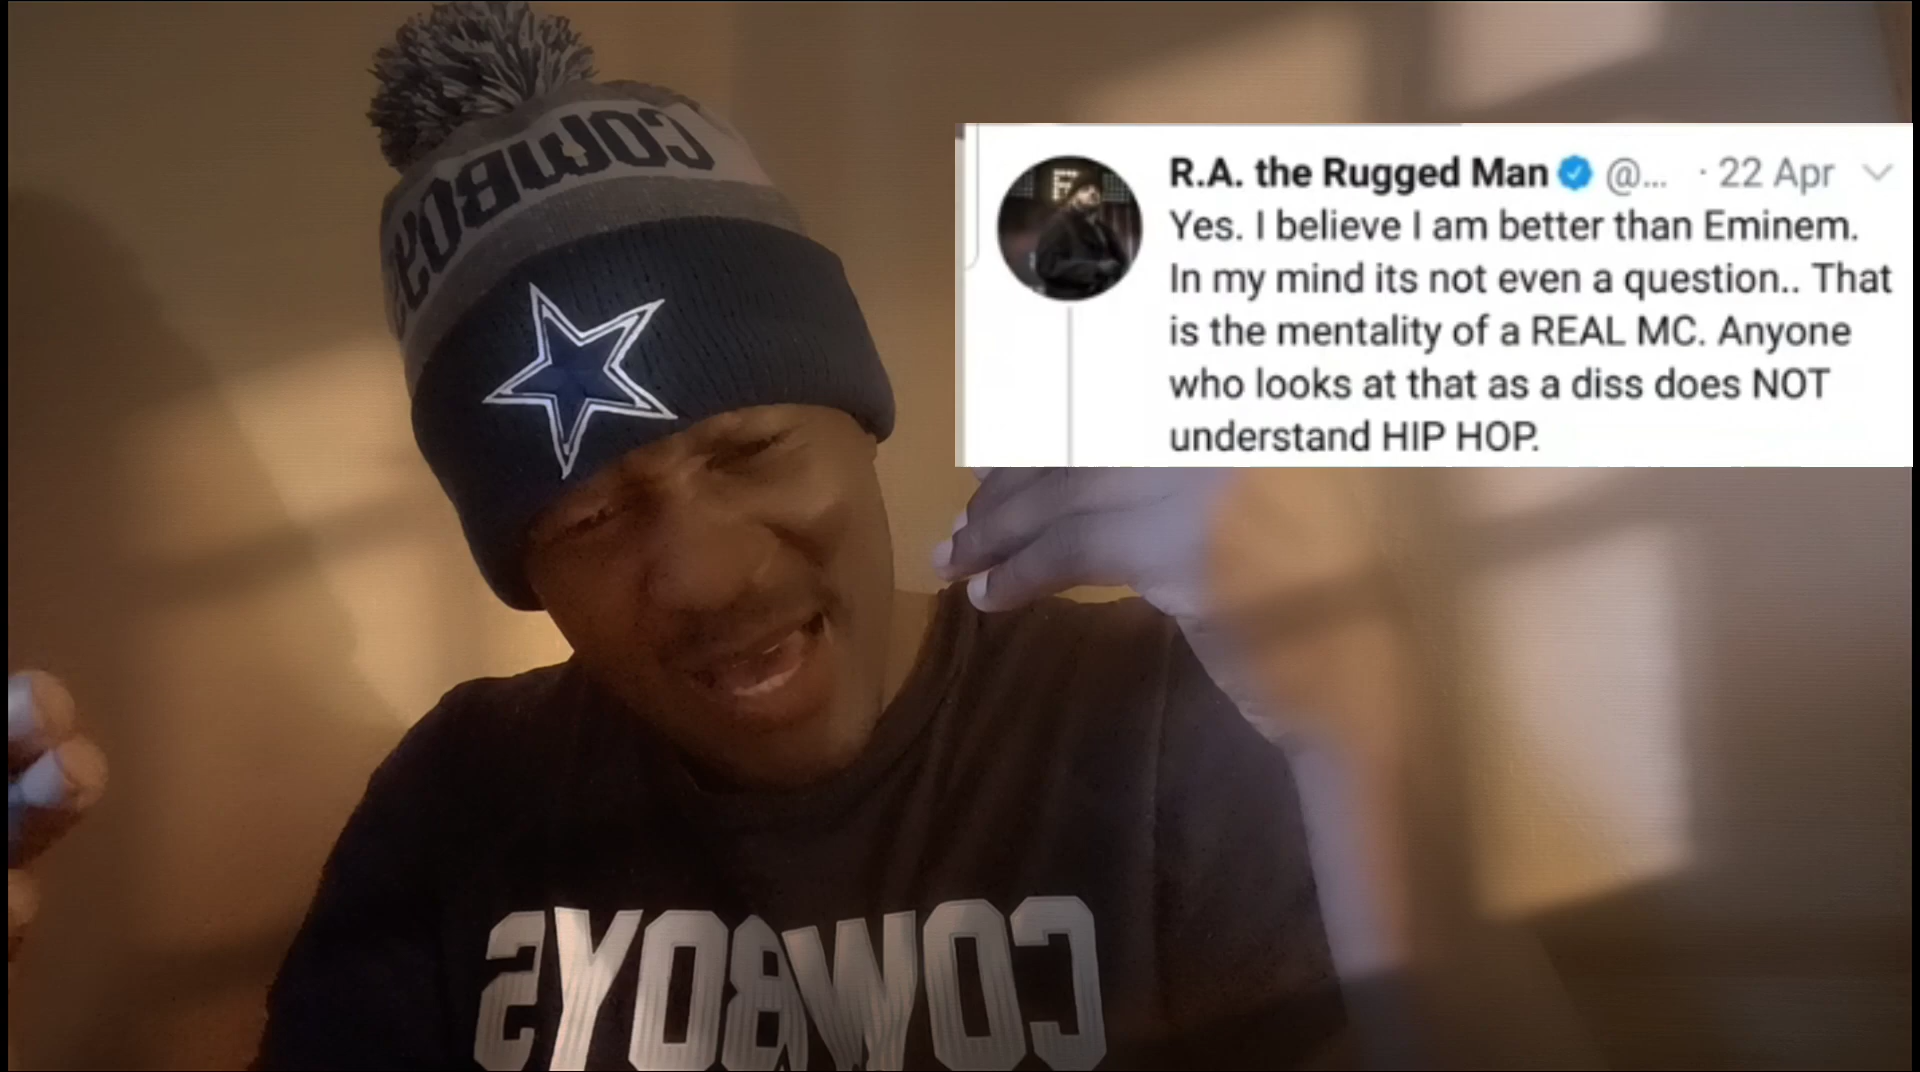 COWBOYS
R.A. the Rugged Man @... · 22 Apr
Yes. I believe I am better than Eminem.
In my mind its not even a question.. That
is the mentality of a REAL MC. Anyone
who looks at that as a diss does NOT
understand HIP HOP.
COWBOYS